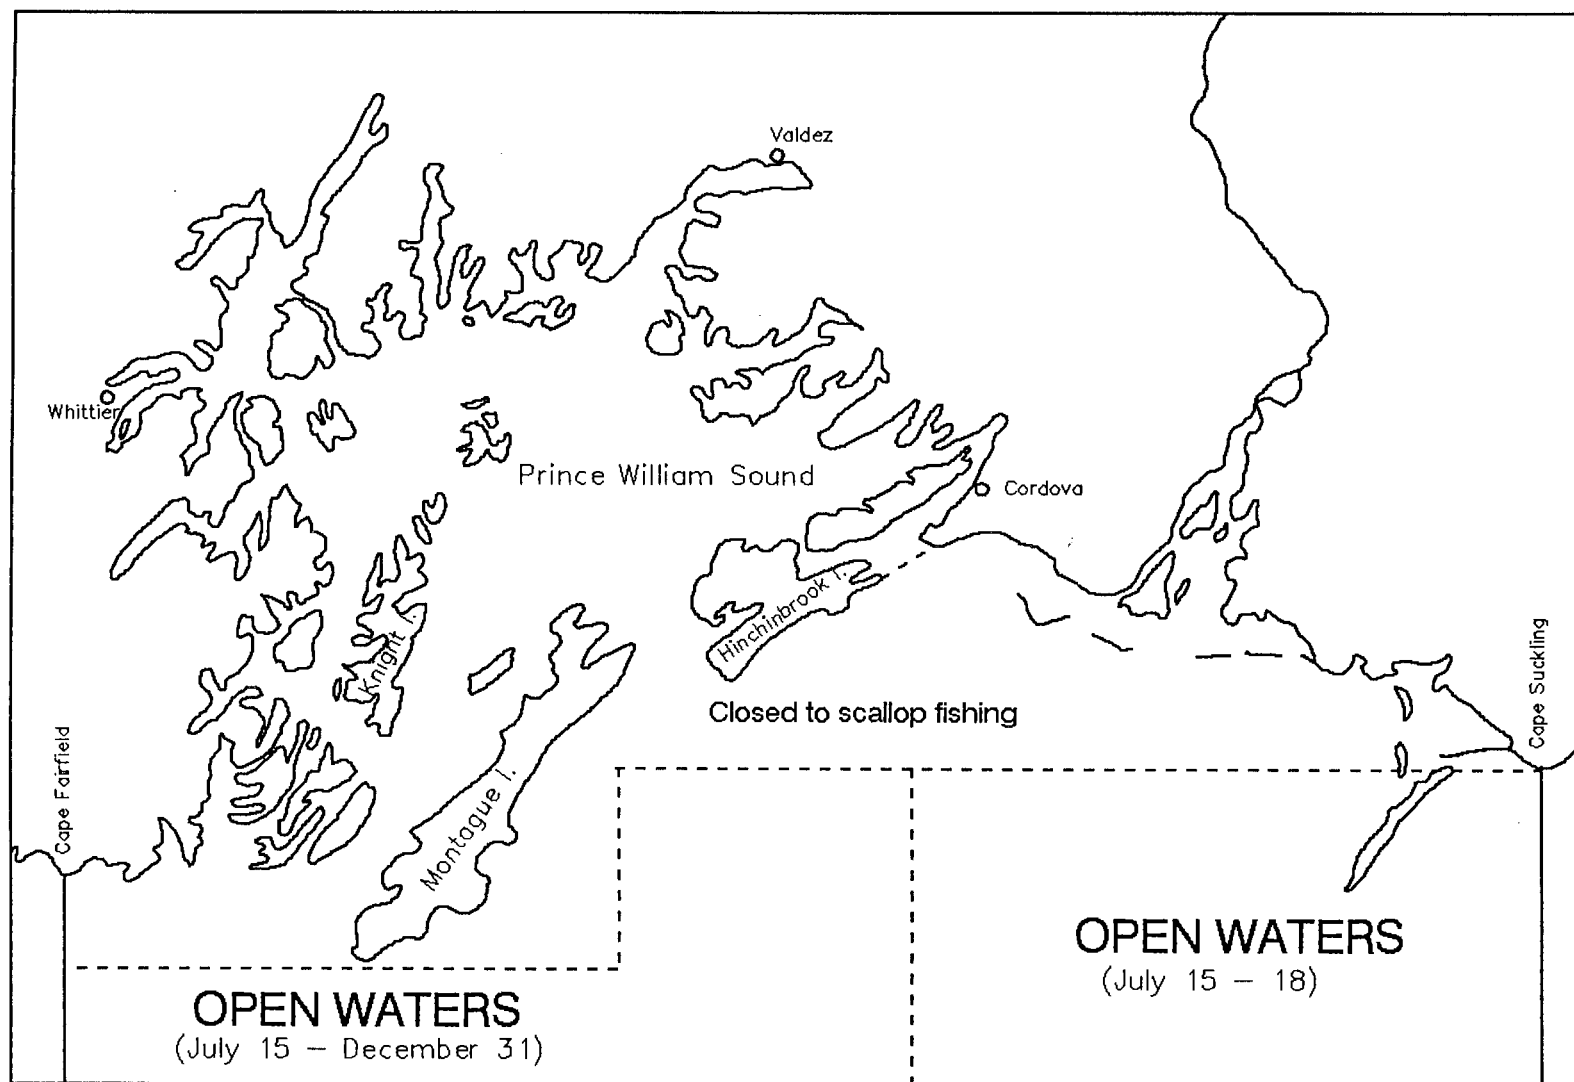 Valdez
Whittier
Prince William Sound
Cordova
Hinchinbrook I.
Knight I.
Cape Suckling
Closed to scallop fishing
Cape Fairfield
Montague I.
OPEN WATERS
(July 15 – 18)
OPEN WATERS
(July 15 – December 31)